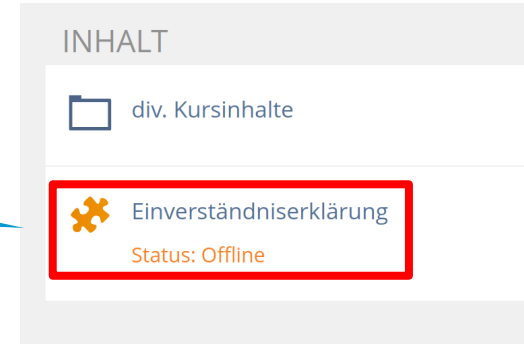 INHALT
div. Kursinhalte
Einverständniserklärung
Status: Offline